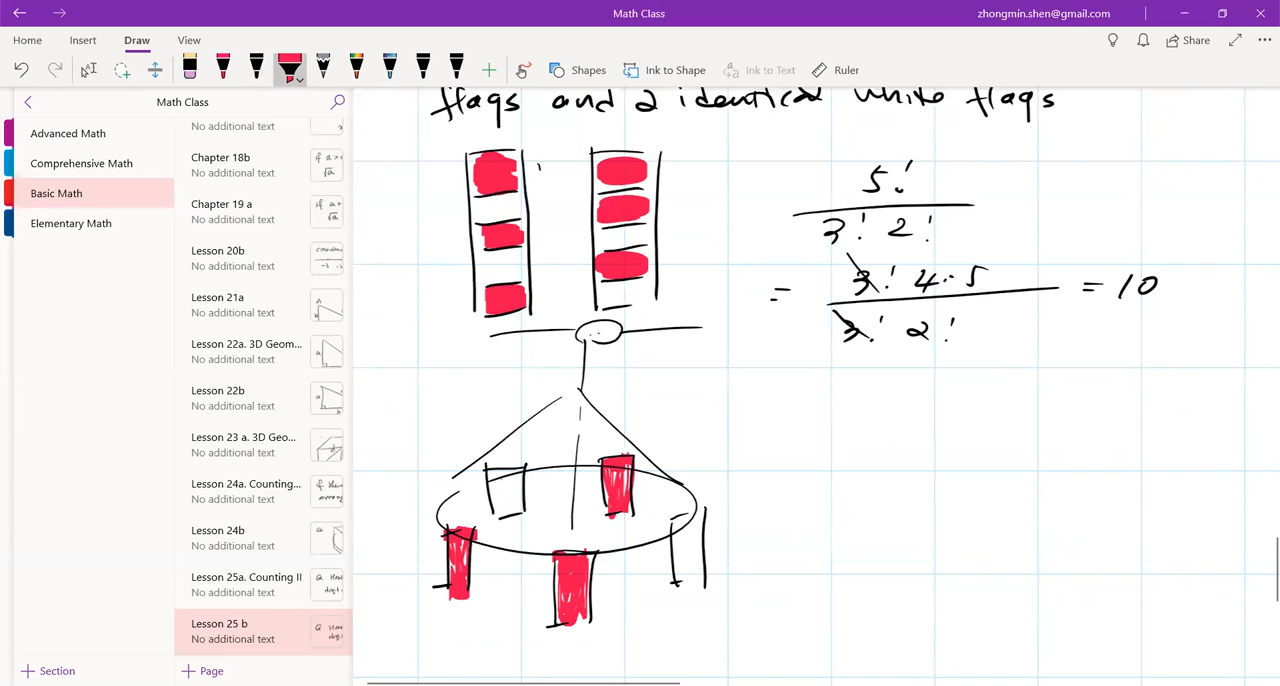 Math Class
zhongmin.shen@gmail.com
Home Insert Draw View
Share
Shapes
Ink to Shape
Ink to Text
Ruler
Math Class
Advanced Math
Comprehensive Math
Basic Math
Elementary Math
No additional text
Chapter 18b
No additional text
Chapter 19 a
No additional text
Lesson 20b
No additional text
Lesson 21a
No additional text
Lesson 22a. 3D Geom...
No additional text
Lesson 22b
No additional text
Lesson 23 a. 3D Geo...
No additional text
Lesson 24a. Counting...
No additional text
Lesson 24b
No additional text
Lesson 25a. Counting II
No additional text
Lesson 25 b
No additional text
+ Section
+ Page
flags and 2 identical white flags
5!
3! 2!
= 3! 4·5 = 10
3! 2!